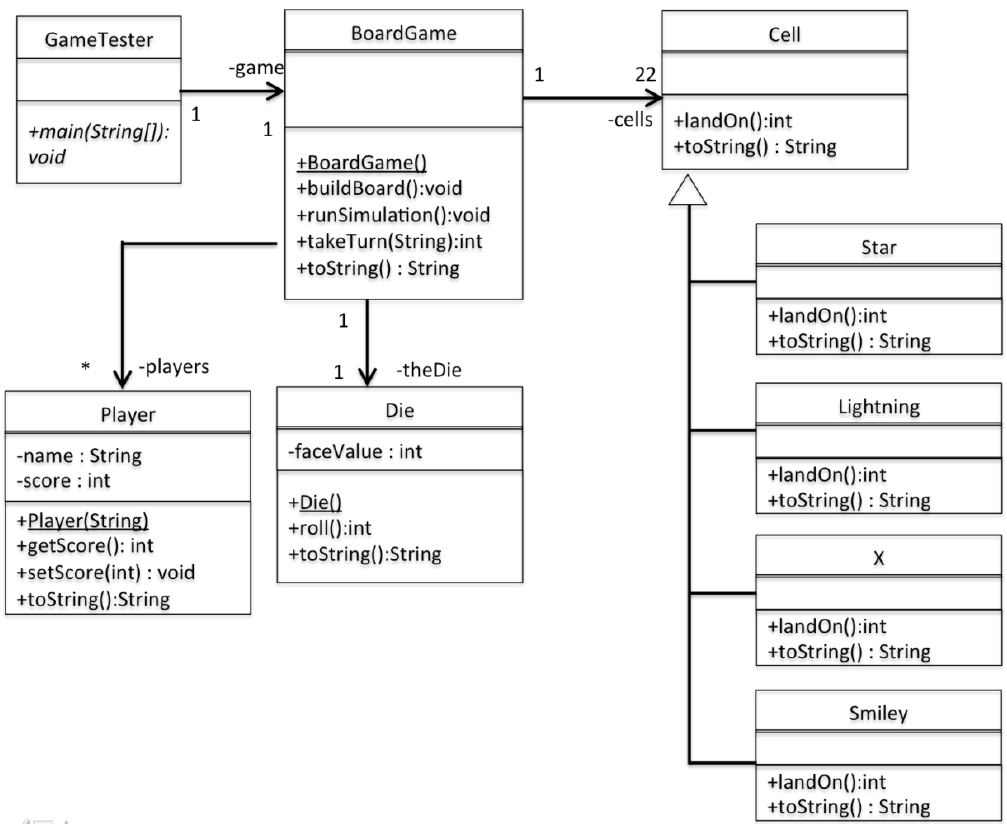 GameTester
+main(String[]):
void
-game
1
1
BoardGame
+BoardGame()
+buildBoard():void
+runSimulation():void
+takeTurn(String):int
+toString() : String
1
22
-cells
Cell
+landOn():int
+toString() : String
*
-players
1
1
-theDie
Player
-name : String
-score : int
+Player(String)
+getScore(): int
+setScore(int) : void
+toString():String
Die
-faceValue : int
+Die()
+roll():int
+toString():String
Star
+landOn():int
+toString() : String
Lightning
+landOn():int
+toString() : String
X
+landOn():int
+toString() : String
Smiley
+landOn():int
+toString() : String